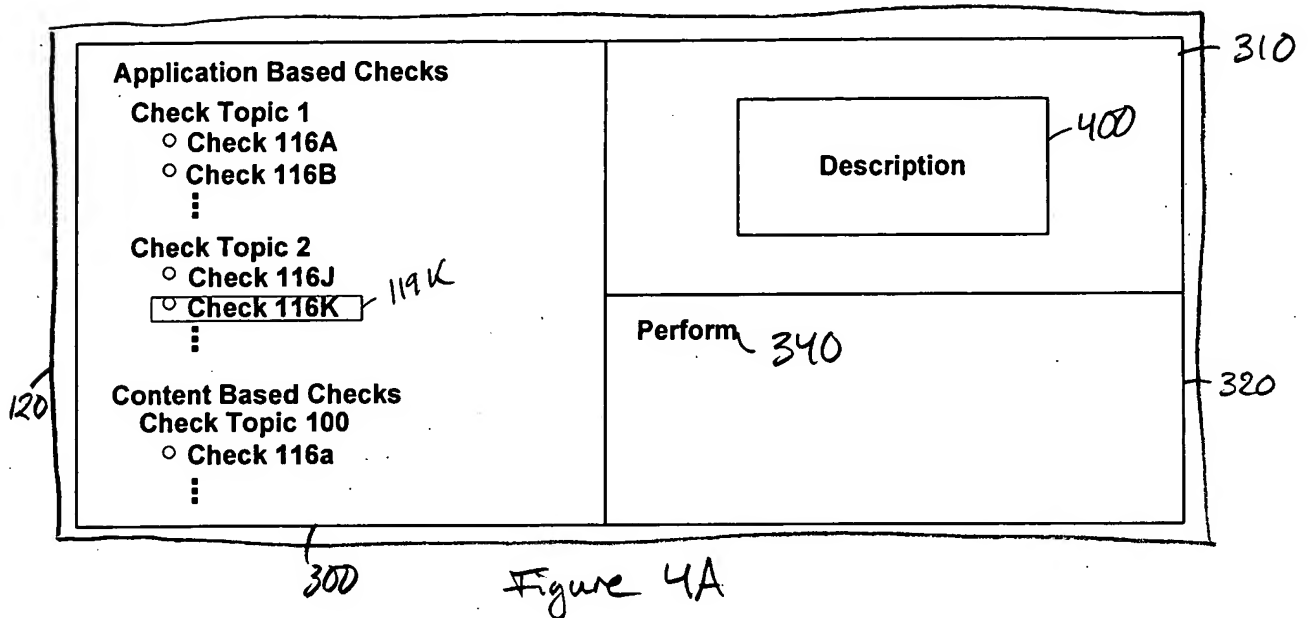 Application Based Checks
Check Topic 1
Check 116A
Check 116B
Check Topic 2
Check 116J
Check 116K
119K
Content Based Checks
Check Topic 100
Check 116a
Description
Perform
340
310
400
320
120
300
Figure 4A